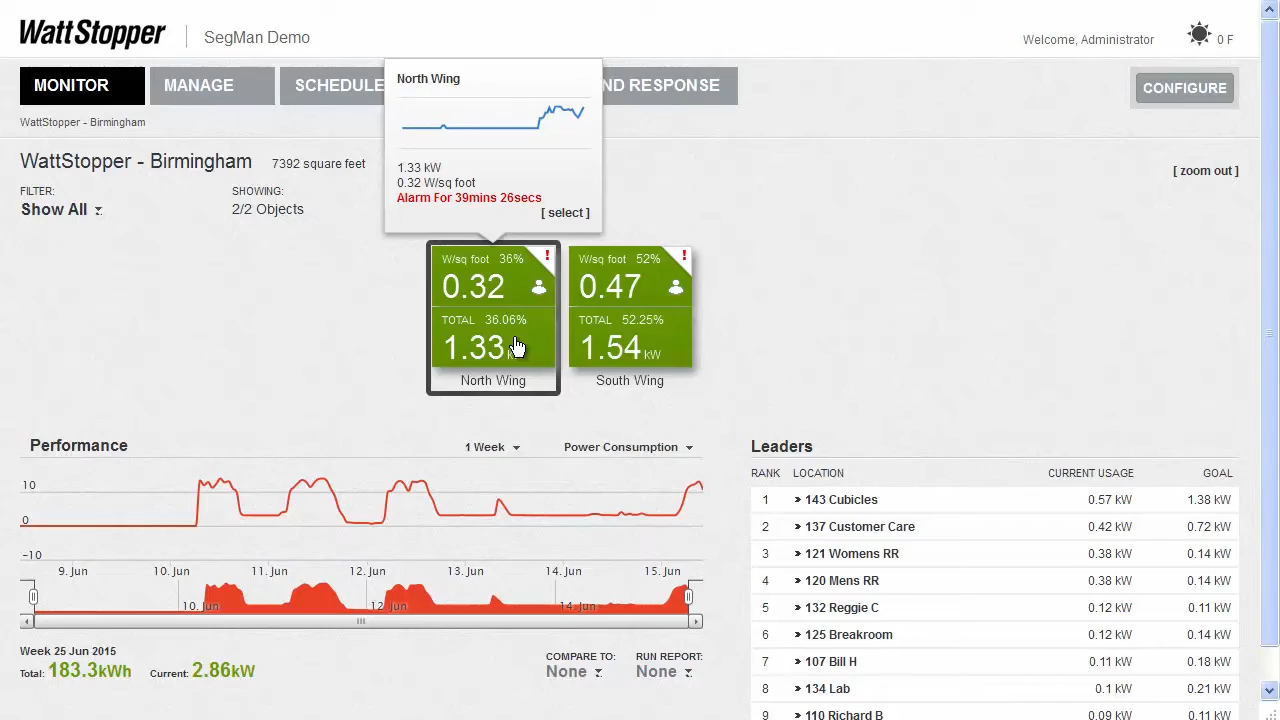 WattStopper
SegMan Demo
Welcome, Administrator
0 F
MONITOR
MANAGE
SCHEDULE
ND RESPONSE
CONFIGURE
WattStopper - Birmingham
WattStopper - Birmingham
7392 square feet
[ zoom out ]
FILTER:
Show All
SHOWING:
2/2 Objects
North Wing
1.33 kW
0.32 W/sq foot
Alarm For 39mins 26secs
[ select ]
W/sq foot 36%
!
0.32
TOTAL 36.06%
1.33
North Wing
W/sq foot 52%
!
0.47
TOTAL 52.25%
1.54 kW
South Wing
Performance
1 Week
Power Consumption
10
0
-10
9. Jun 10. Jun 11. Jun 12. Jun 13. Jun 14. Jun 15. Jun
10. Jun 12. Jun 14. Jun
Week 25 Jun 2015
Total: 183.3kWh Current: 2.86kW
COMPARE TO:
None
RUN REPORT:
None
Leaders
RANK LOCATION CURRENT USAGE GOAL
1 143 Cubicles 0.57 kW 1.38 kW
2 137 Customer Care 0.42 kW 0.72 kW
3 121 Womens RR 0.38 kW 0.14 kW
4 120 Mens RR 0.38 kW 0.14 kW
5 132 Reggie C 0.12 kW 0.11 kW
6 125 Breakroom 0.12 kW 0.14 kW
7 107 Bill H 0.11 kW 0.18 kW
8 134 Lab 0.1 kW 0.21 kW
9 110 Richard B 0.09 kW 0.11 kW